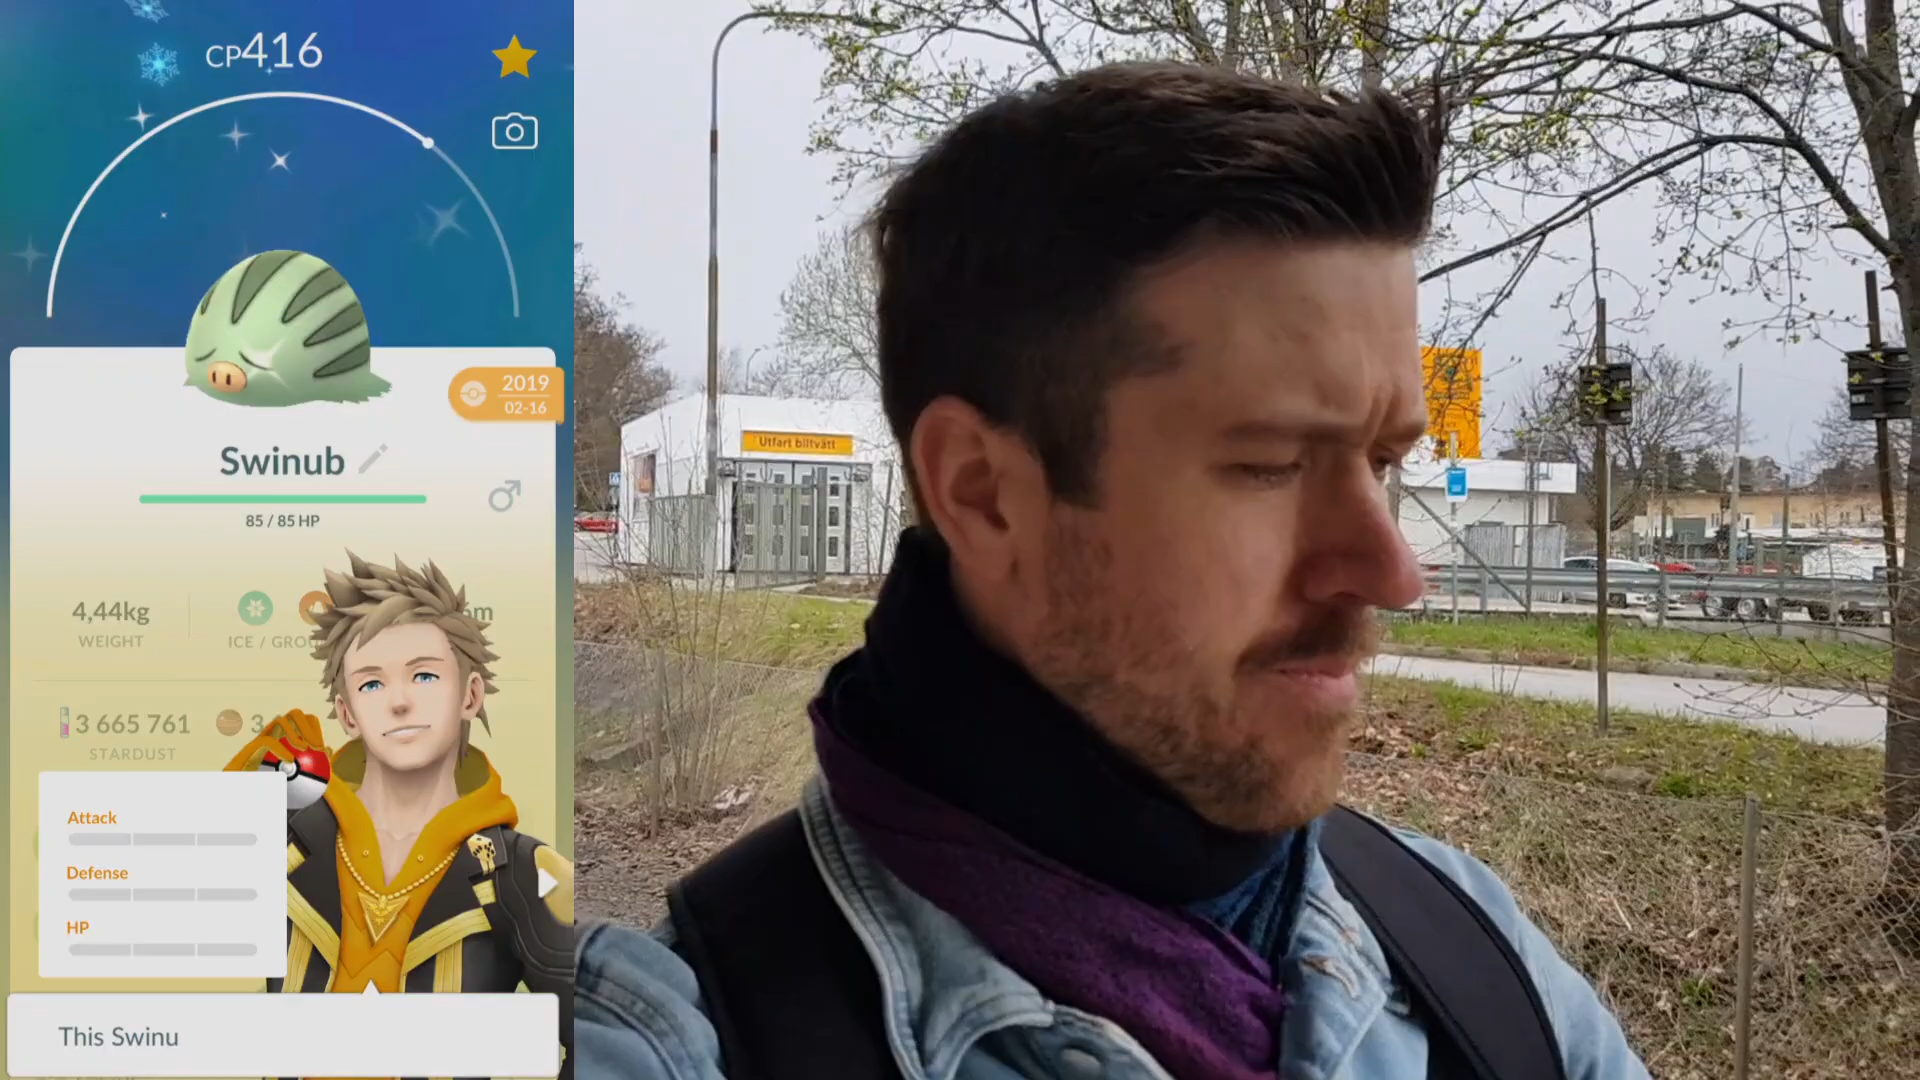 CP416
2019
02-16
Swinub
85 / 85 HP
4,44kg
WEIGHT
ICE / GROU
m
3 665 761
STARDUST
3
Attack
Defense
HP
This Swinu
Utfart biltvätt